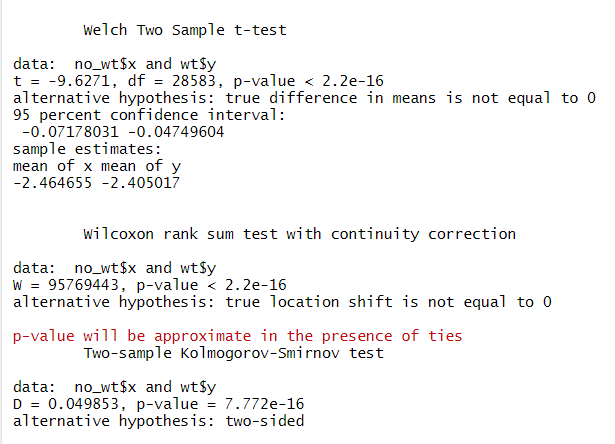 Welch Two Sample t-test
data:  no_wt$x and wt$y
t = -9.6271, df = 28583, p-value < 2.2e-16
alternative hypothesis: true difference in means is not equal to 0
95 percent confidence interval:
 -0.07178031 -0.04749604
sample estimates:
mean of x mean of y
-2.464655 -2.405017
Wilcoxon rank sum test with continuity correction
data:  no_wt$x and wt$y
W = 95769443, p-value < 2.2e-16
alternative hypothesis: true location shift is not equal to 0
p-value will be approximate in the presence of ties
Two-sample Kolmogorov-Smirnov test
data:  no_wt$x and wt$y
D = 0.049853, p-value = 7.772e-16
alternative hypothesis: two-sided